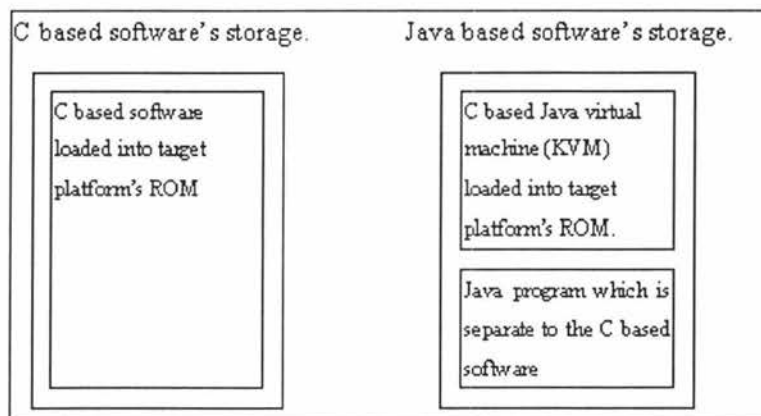 C based software's storage.
Java based software's storage.
C based software
loaded into target
platform's ROM
C based Java virtual
machine (KVM)
loaded into target
platform's ROM.
Java program which is
separate to the C based
software